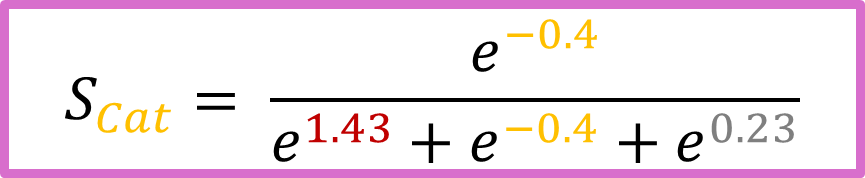 S_Cat = e^−0.4 / (e^1.43 + e^−0.4 + e^0.23)